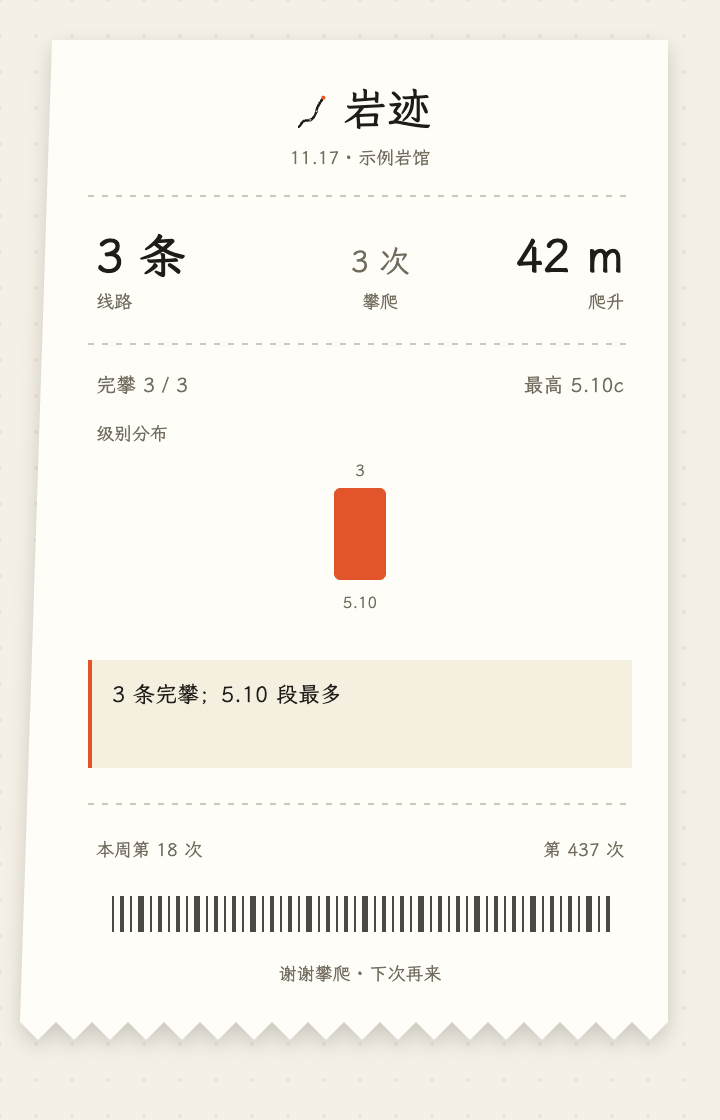 岩迹
11.17·示例岩馆
3 条 3 次 42 m
线路 攀爬 爬升
完攀 3 / 3 最高 5.10c
级别分布
3
5.10
3 条完攀；5.10 段最多
本周第 18 次 第 437 次
谢谢攀爬·下次再来